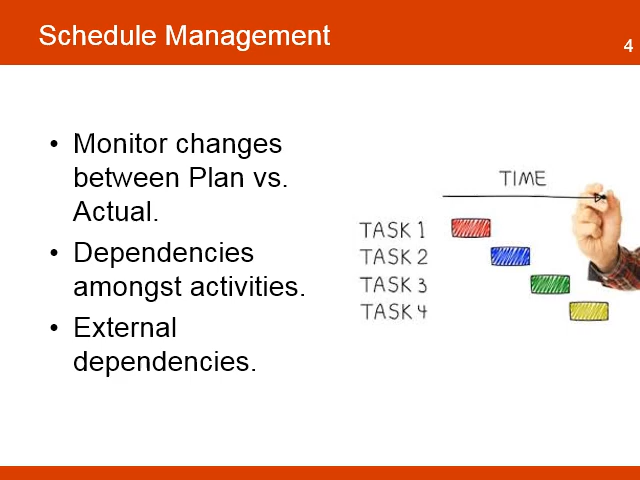 Schedule Management
4
• Monitor changes
between Plan vs.
Actual.
• Dependencies
amongst activities.
• External
dependencies.
TIME
TASK 1
TASK 2
TASK 3
TASK 4